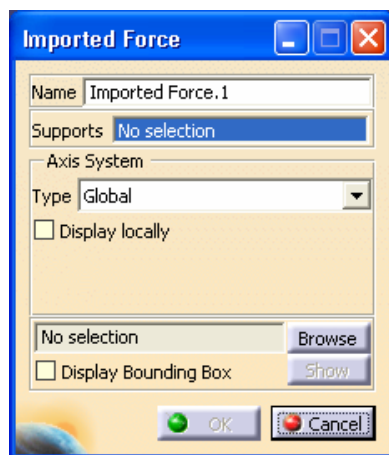 Imported Force
Name Imported Force.1
Supports No selection
Axis System
Type Global
Display locally
No selection Browse
Display Bounding Box Show
OK Cancel